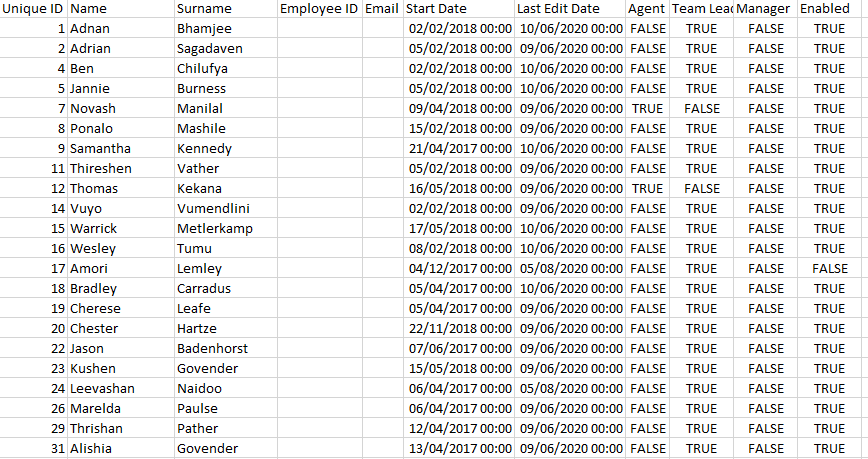 Unique ID Name Surname Employee ID Email Start Date Last Edit Date Agent Team Lead Manager Enabled
1 Adnan Bhamjee 02/02/2018 00:00 10/06/2020 00:00 FALSE TRUE FALSE TRUE
2 Adrian Sagadaven 05/02/2018 00:00 09/06/2020 00:00 FALSE TRUE FALSE TRUE
4 Ben Chilufya 02/02/2018 00:00 10/06/2020 00:00 FALSE TRUE FALSE TRUE
5 Jannie Burness 05/02/2018 00:00 10/06/2020 00:00 FALSE TRUE FALSE TRUE
7 Novash Manilal 09/04/2018 00:00 09/06/2020 00:00 TRUE FALSE FALSE TRUE
8 Ponalo Mashile 15/02/2018 00:00 09/06/2020 00:00 FALSE TRUE FALSE TRUE
9 Samantha Kennedy 21/04/2017 00:00 10/06/2020 00:00 FALSE TRUE FALSE TRUE
11 Thireshen Vather 05/02/2018 00:00 09/06/2020 00:00 FALSE TRUE FALSE TRUE
12 Thomas Kekana 16/05/2018 00:00 09/06/2020 00:00 TRUE FALSE FALSE TRUE
14 Vuyo Vumendlini 02/02/2018 00:00 09/06/2020 00:00 FALSE TRUE FALSE TRUE
15 Warrick Metlerkamp 17/05/2018 00:00 10/06/2020 00:00 FALSE TRUE FALSE TRUE
16 Wesley Tumu 08/02/2018 00:00 10/06/2020 00:00 FALSE TRUE FALSE TRUE
17 Amori Lemley 04/12/2017 00:00 05/08/2020 00:00 FALSE TRUE FALSE FALSE
18 Bradley Carradus 05/04/2017 00:00 10/06/2020 00:00 FALSE TRUE FALSE TRUE
19 Cherese Leafe 05/04/2017 00:00 09/06/2020 00:00 FALSE TRUE FALSE TRUE
20 Chester Hartze 22/11/2018 00:00 09/06/2020 00:00 FALSE TRUE FALSE TRUE
22 Jason Badenhorst 07/06/2017 00:00 09/06/2020 00:00 FALSE TRUE FALSE TRUE
23 Kushen Govender 15/05/2018 00:00 09/06/2020 00:00 FALSE TRUE FALSE TRUE
24 Leevashan Naidoo 06/04/2017 00:00 05/08/2020 00:00 FALSE TRUE FALSE TRUE
26 Marelda Paulse 06/04/2017 00:00 09/06/2020 00:00 FALSE TRUE FALSE TRUE
29 Thrishan Pather 12/04/2017 00:00 09/06/2020 00:00 FALSE TRUE FALSE TRUE
31 Alishia Govender 13/04/2017 00:00 09/06/2020 00:00 FALSE TRUE FALSE TRUE